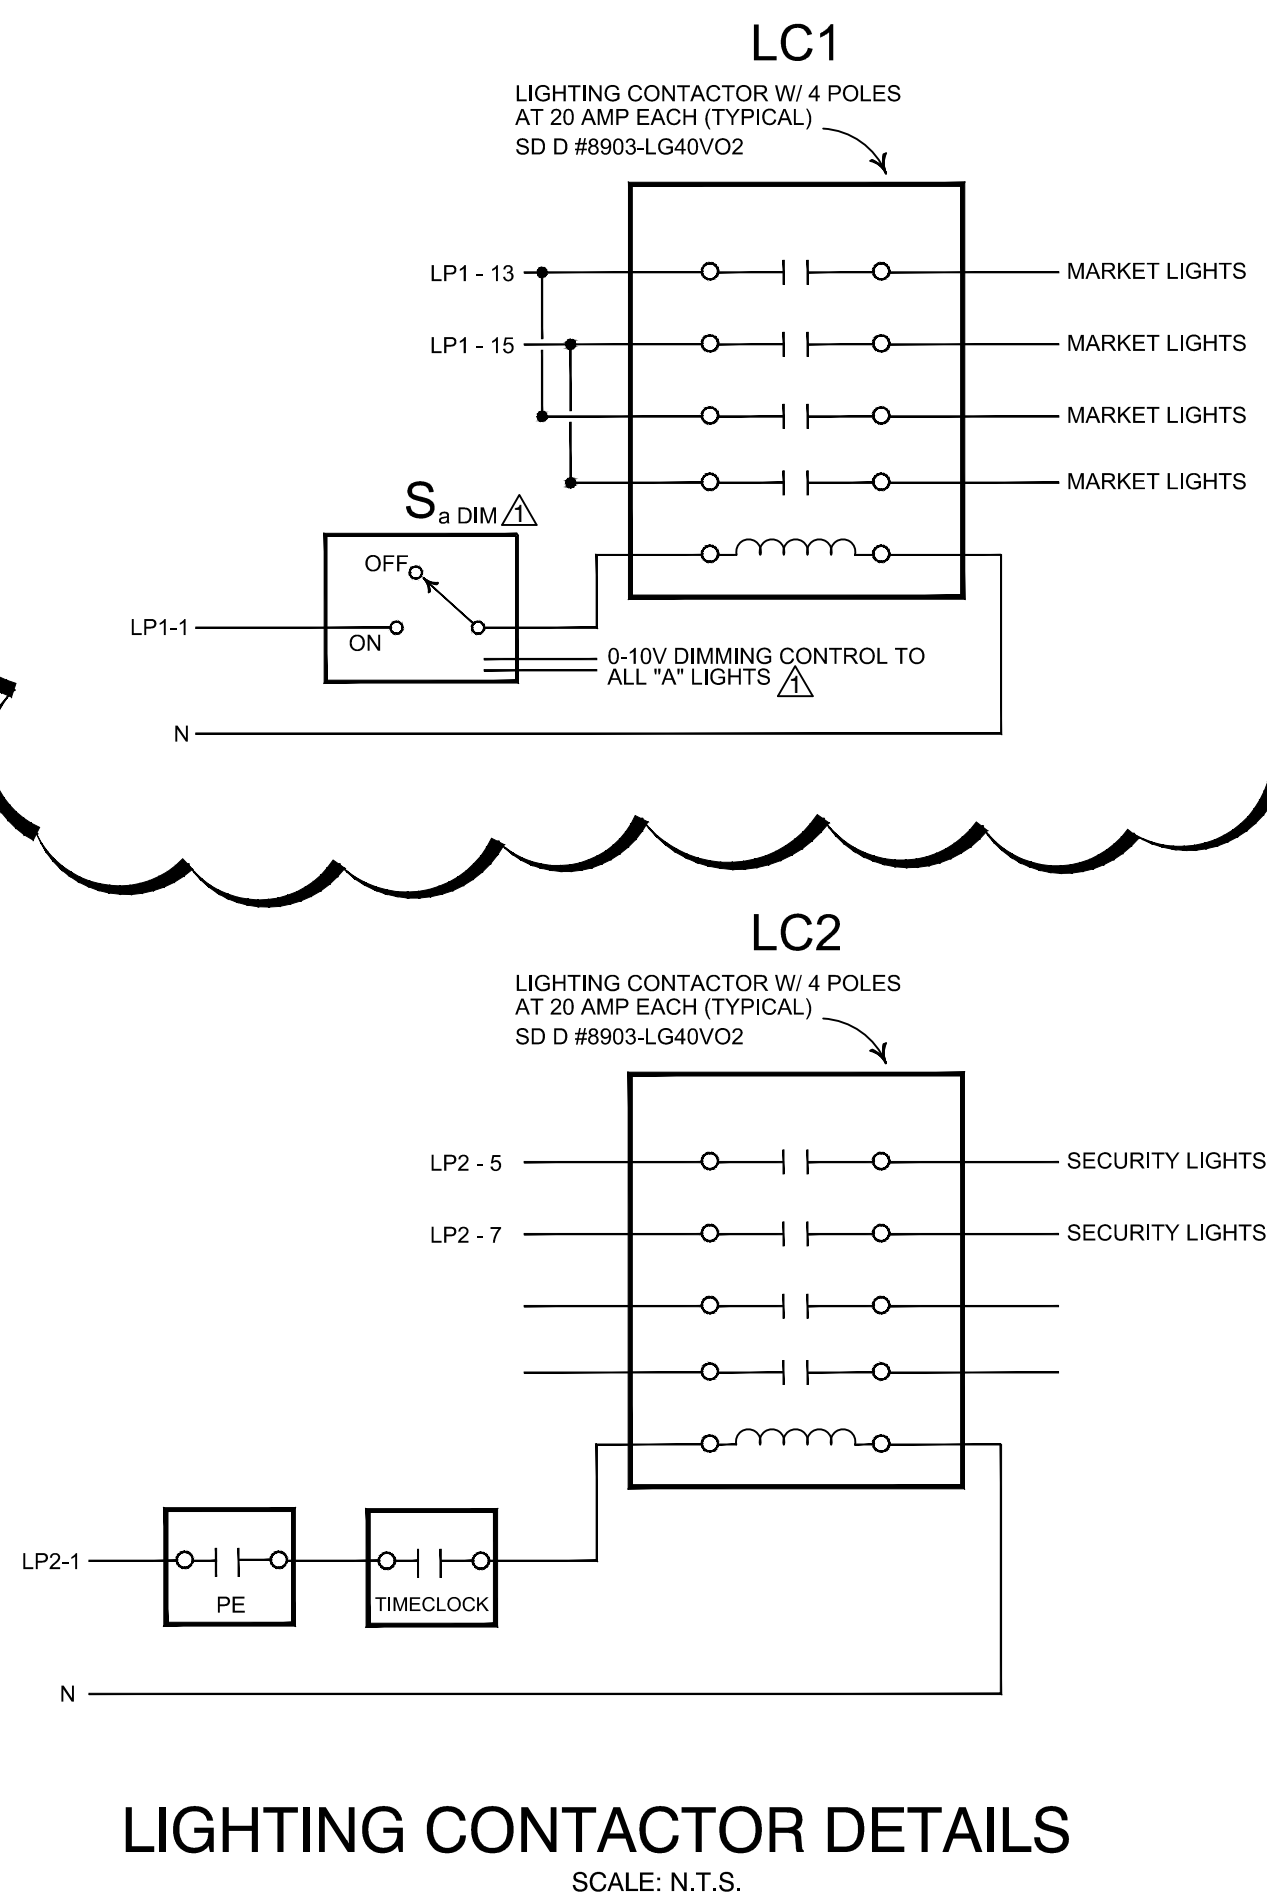 LC1
LIGHTING CONTACTOR W/ 4 POLES
AT 20 AMP EACH (TYPICAL)
SD D #8903-LG40VO2
LP1 - 13
MARKET LIGHTS
LP1 - 15
MARKET LIGHTS
MARKET LIGHTS
MARKET LIGHTS
Sa DIM 1
OFF
LP1-1
ON
0-10V DIMMING CONTROL TO
ALL "A" LIGHTS 1
N
LC2
LIGHTING CONTACTOR W/ 4 POLES
AT 20 AMP EACH (TYPICAL)
SD D #8903-LG40VO2
LP2 - 5
SECURITY LIGHTS
LP2 - 7
SECURITY LIGHTS
LP2-1
PE
TIMECLOCK
N
LIGHTING CONTACTOR DETAILS
SCALE: N.T.S.